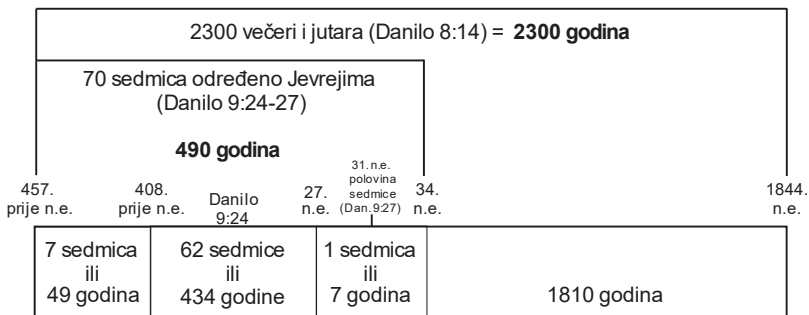 2300 večeri i jutara (Danilo 8:14) = 2300 godina
70 sedmica određeno Jevrejima
(Danilo 9:24-27)
490 godina
457.
prije n.e.
408.
prije n.e.
Danilo
9:24
27.
n.e.
31.n.e.
polovina
sedmice
(Dan.9:27)
34.
n.e.
1844.
n.e.
7 sedmica
ili
49 godina
62 sedmice
ili
434 godine
1 sedmica
ili
7 godina
1810 godina